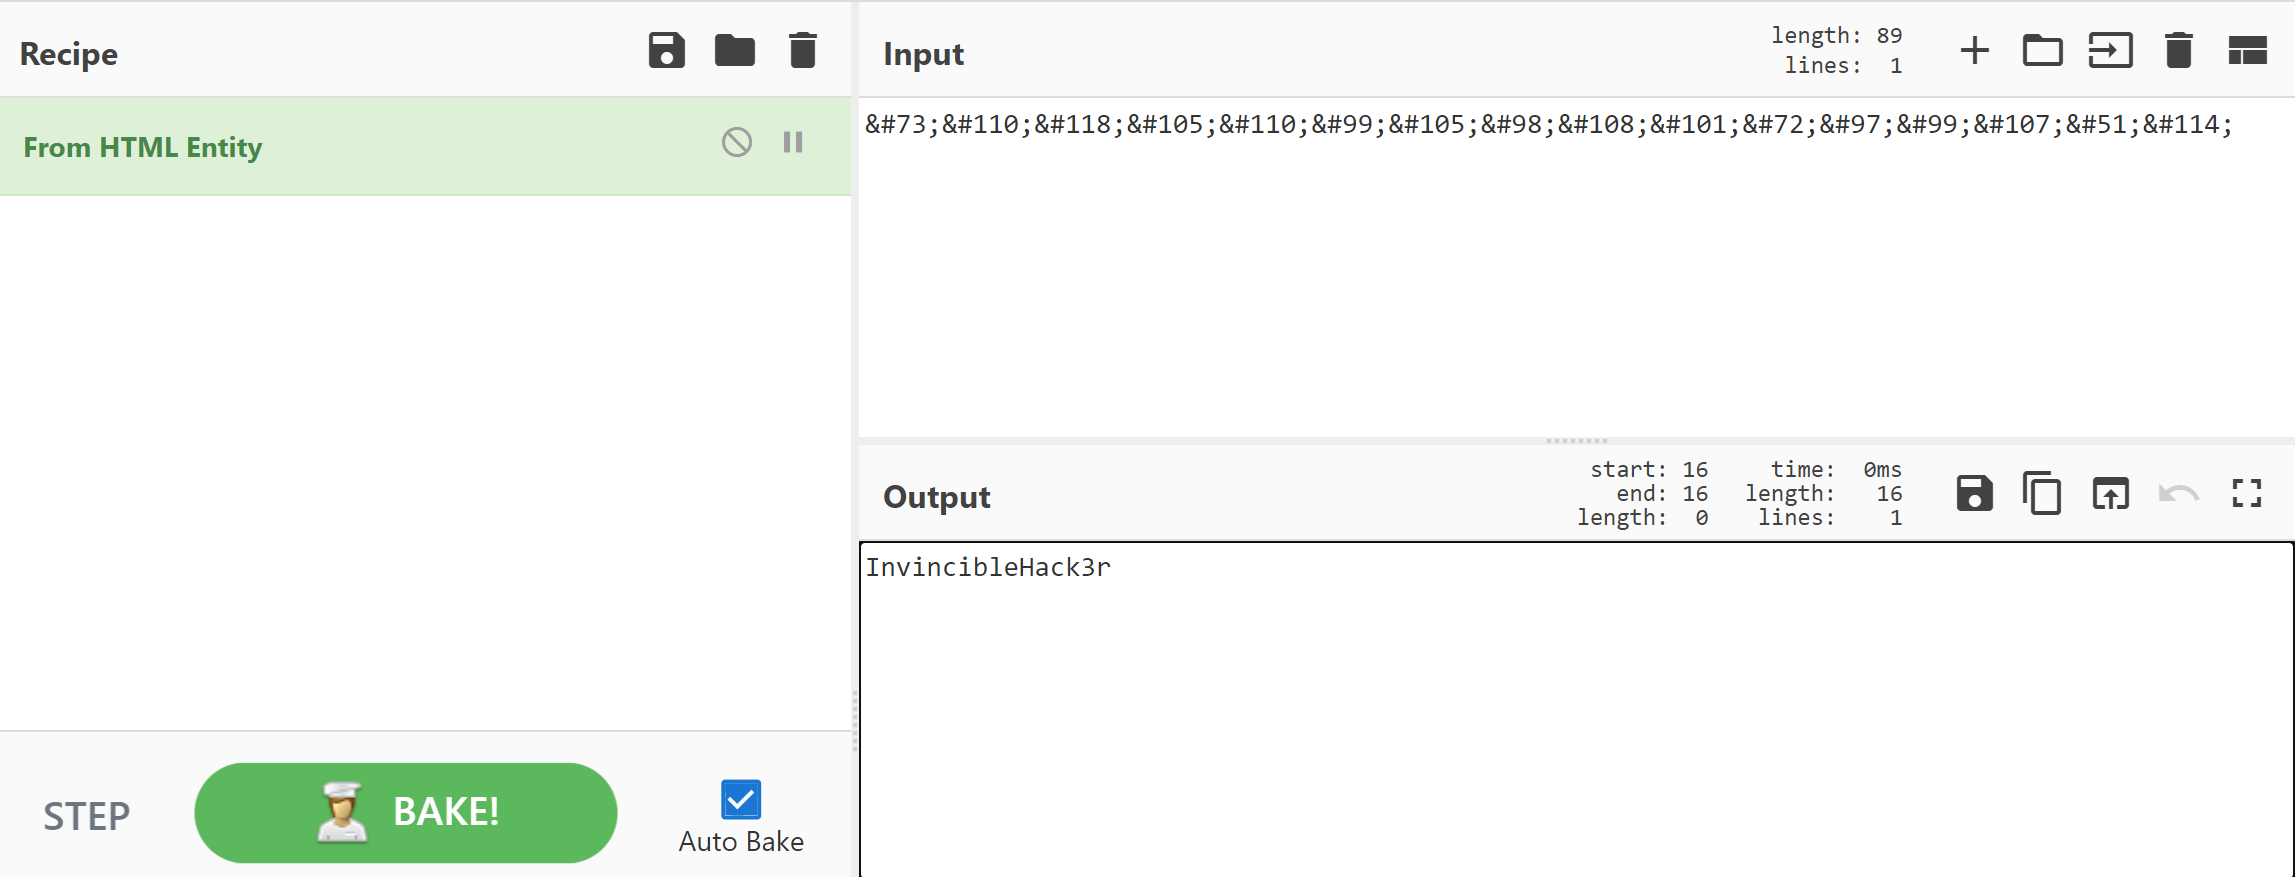 Recipe
From HTML Entity
STEP
BAKE!
Auto Bake
Input
length: 89
lines: 1
&#73;&#110;&#118;&#105;&#110;&#99;&#105;&#98;&#108;&#101;&#72;&#97;&#99;&#107;&#51;&#114;
Output
start: 16 time: 0ms
end: 16 length: 16
length: 0 lines: 1
InvincibleHack3r